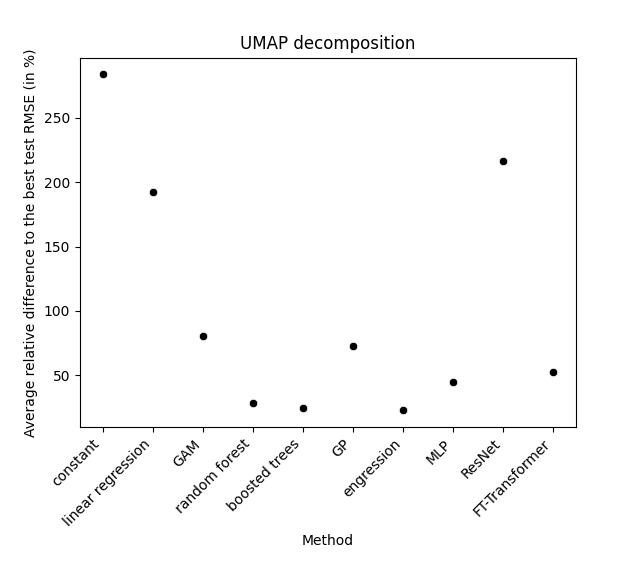 UMAP decomposition
Average relative difference to the best test RMSE (in %)
250
200
150
100
50
constant
linear regression
GAM
random forest
boosted trees
GP
engression
MLP
ResNet
FT-Transformer
Method